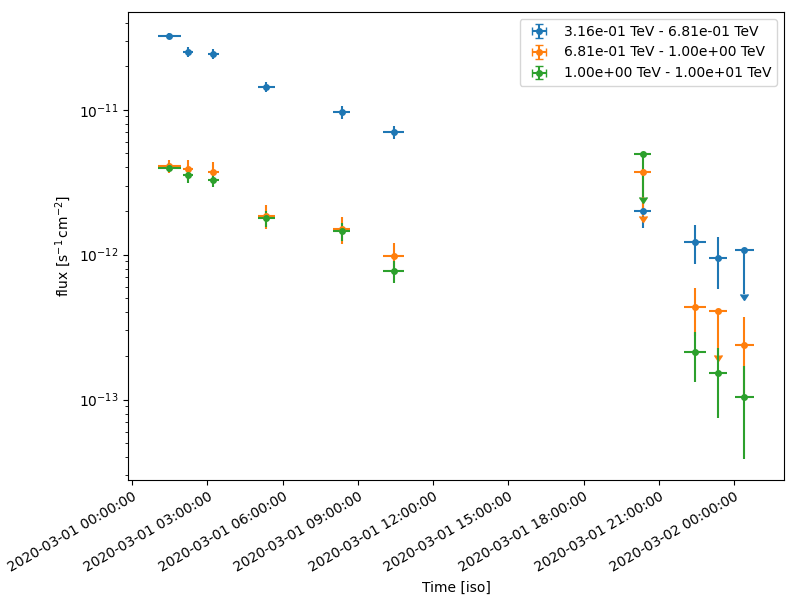 3.16e-01 TeV - 6.81e-01 TeV
6.81e-01 TeV - 1.00e+00 TeV
1.00e+00 TeV - 1.00e+01 TeV
flux [s⁻¹ cm⁻²]
10⁻¹¹
10⁻¹²
10⁻¹³
2020-03-01 00:00:00
2020-03-01 03:00:00
2020-03-01 06:00:00
2020-03-01 09:00:00
2020-03-01 12:00:00
2020-03-01 15:00:00
2020-03-01 18:00:00
2020-03-01 21:00:00
2020-03-02 00:00:00
Time [iso]